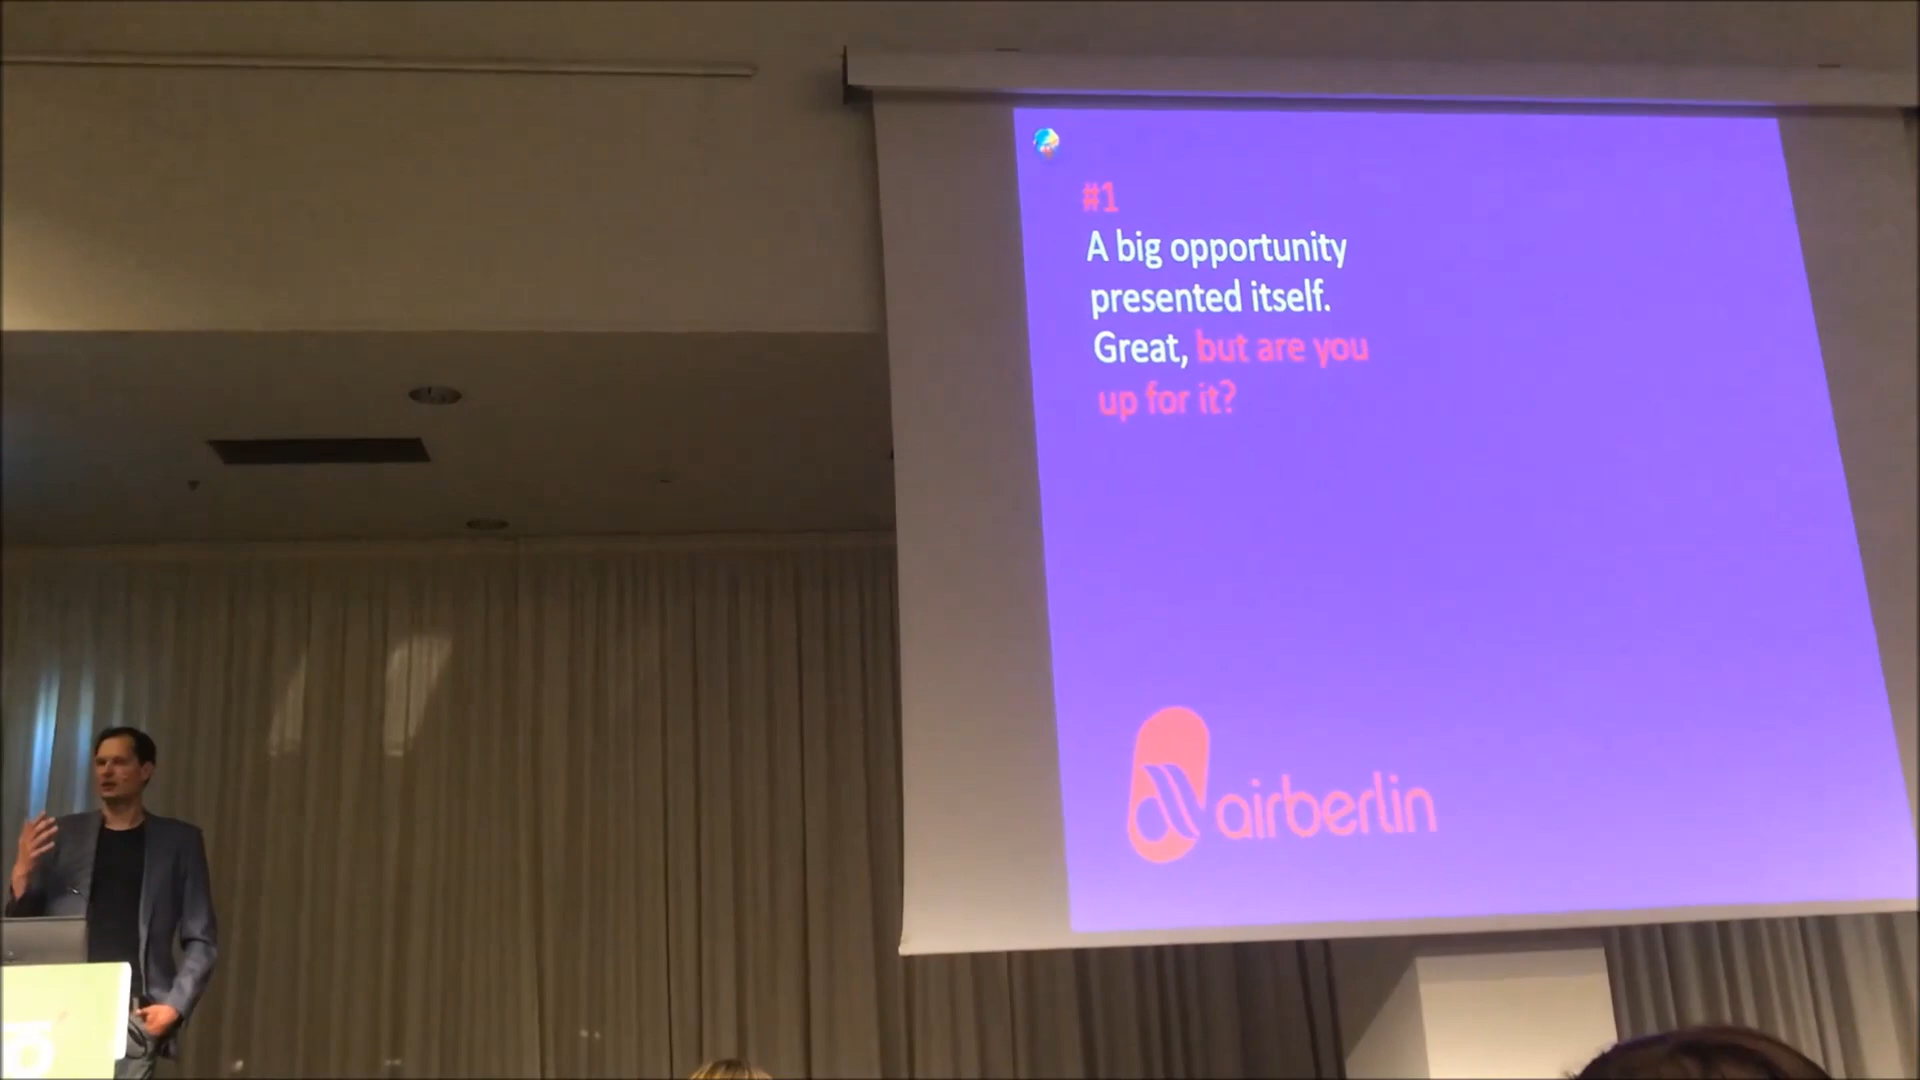 #1
A big opportunity
presented itself.
Great, but are you
up for it?
airberlin